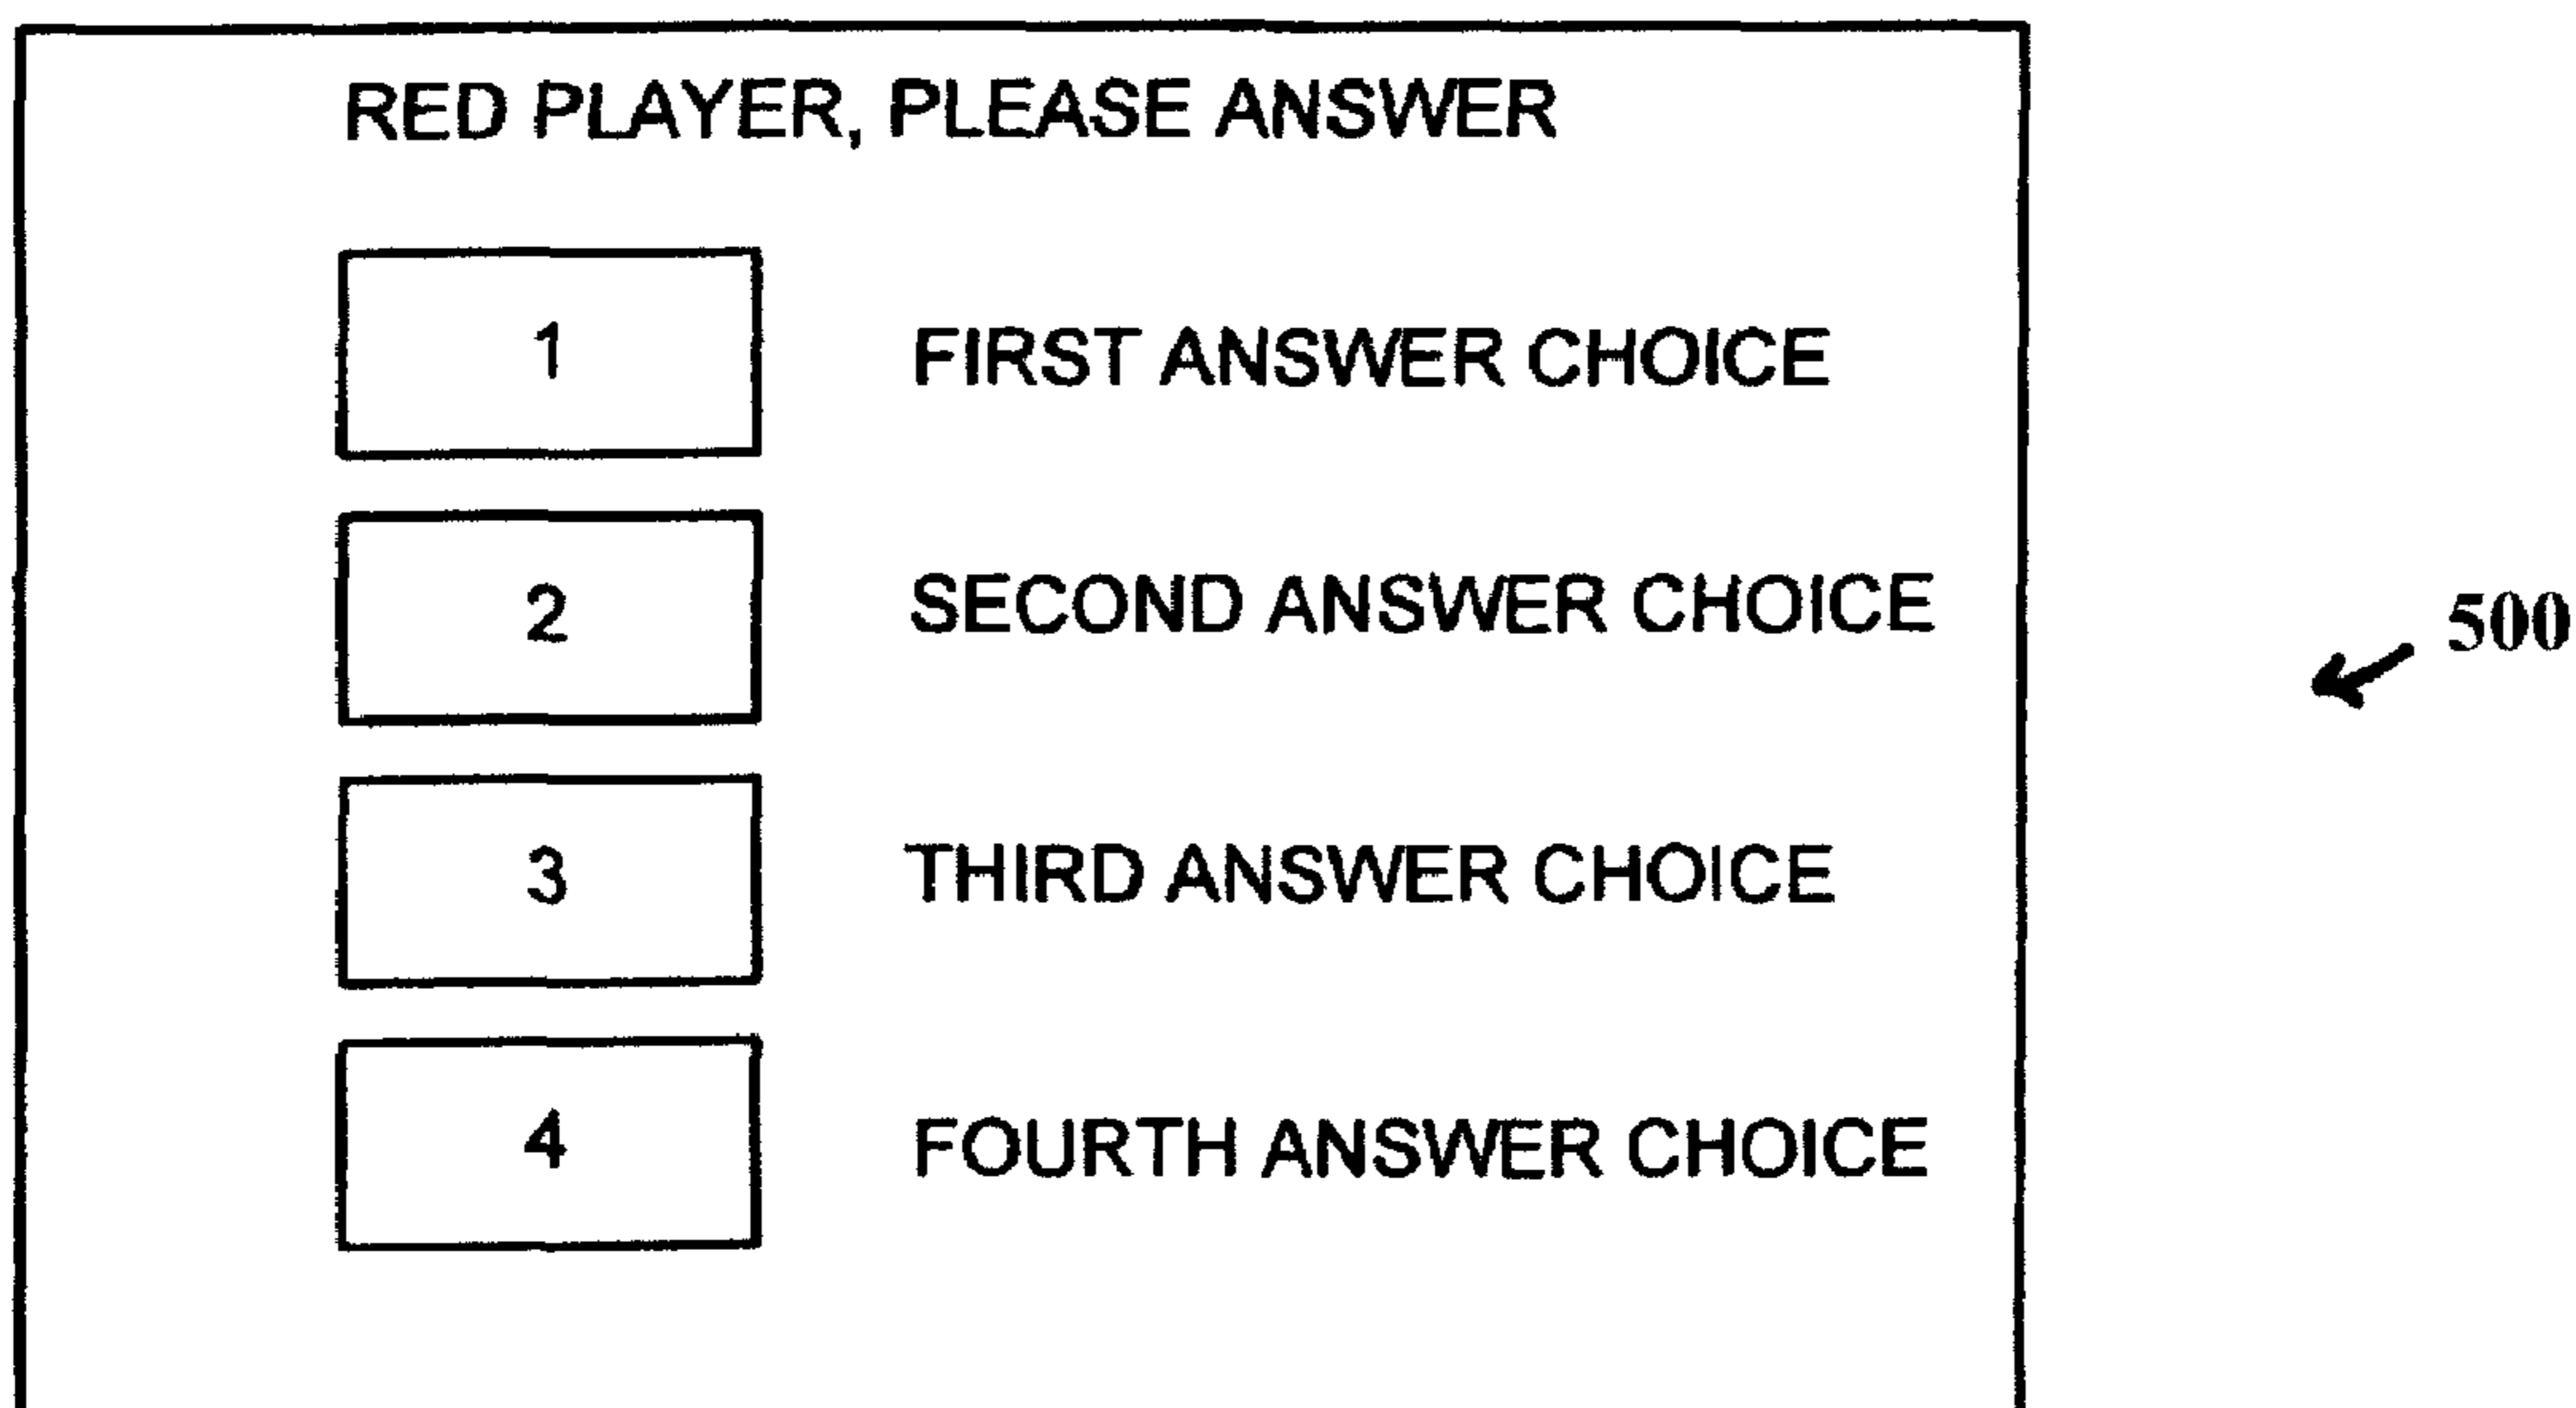 RED PLAYER, PLEASE ANSWER
1 FIRST ANSWER CHOICE
2 SECOND ANSWER CHOICE
500
3 THIRD ANSWER CHOICE
4 FOURTH ANSWER CHOICE